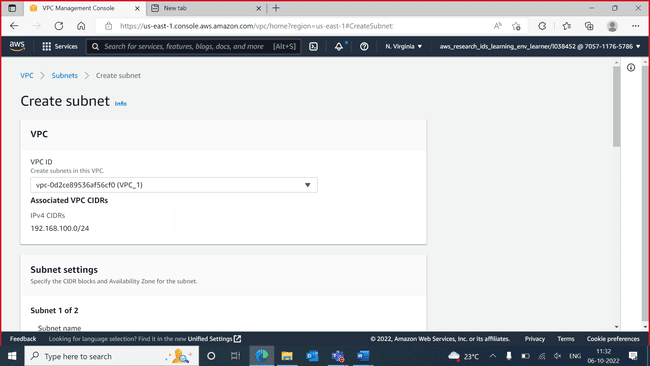 VPC Management Console
New tab
https://us-east-1.console.aws.amazon.com/vpc/home?region=us-east-1#CreateSubnet:
aws
Services
Search for services, features, blogs, docs, and more [Alt+S]
N. Virginia
aws_research_ids_learning_env_learner/I038452 @ 7057-1176-5786
VPC > Subnets > Create subnet
Create subnet Info
VPC
VPC ID
Create subnets in this VPC.
vpc-0d2ce89536af56cf0 (VPC_1)
Associated VPC CIDRs
IPv4 CIDRs
192.168.100.0/24
Subnet settings
Specify the CIDR blocks and Availability Zone for the subnet.
Subnet 1 of 2
Subnet name
Feedback Looking for language selection? Find it in the new Unified Settings © 2022, Amazon Web Services, Inc. or its affiliates. Privacy Terms Cookie preferences
Type here to search
23°C
ENG
11:32
06-10-2022